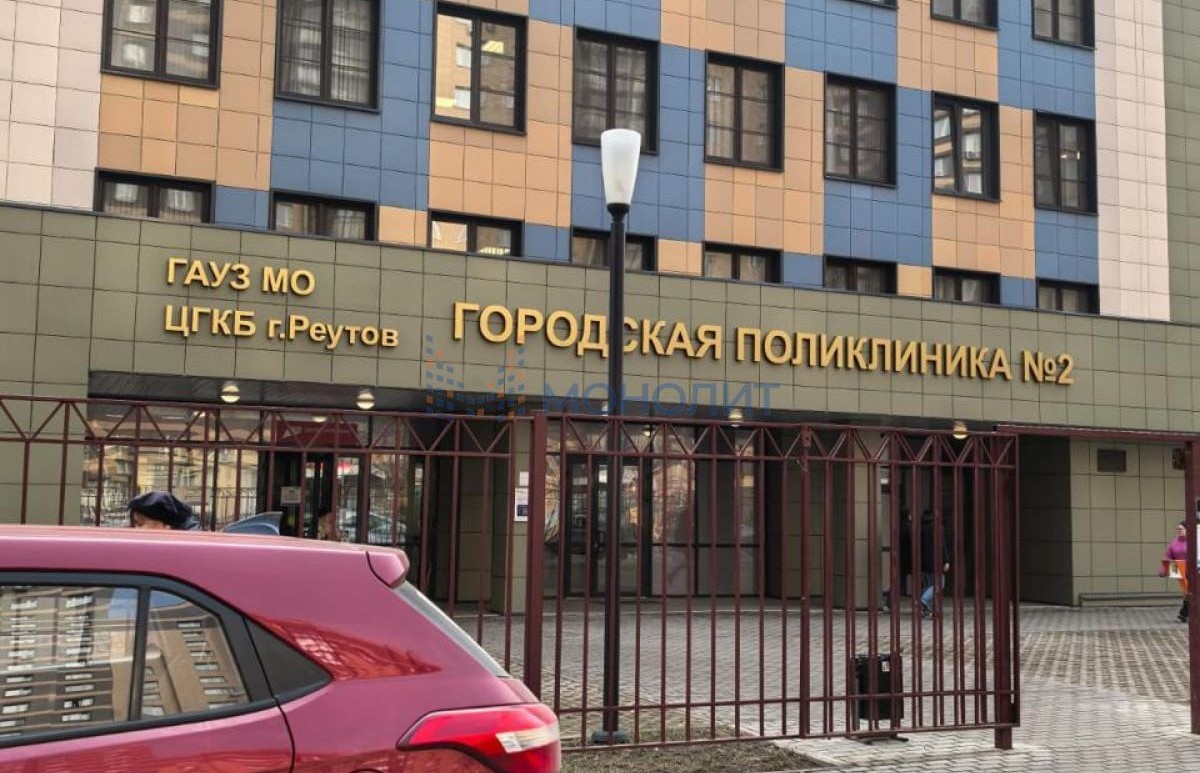 ГАУЗ МО
ЦГКБ г.Реутов
ГОРОДСКАЯ ПОЛИКЛИНИКА №2
МОНОЛИТ